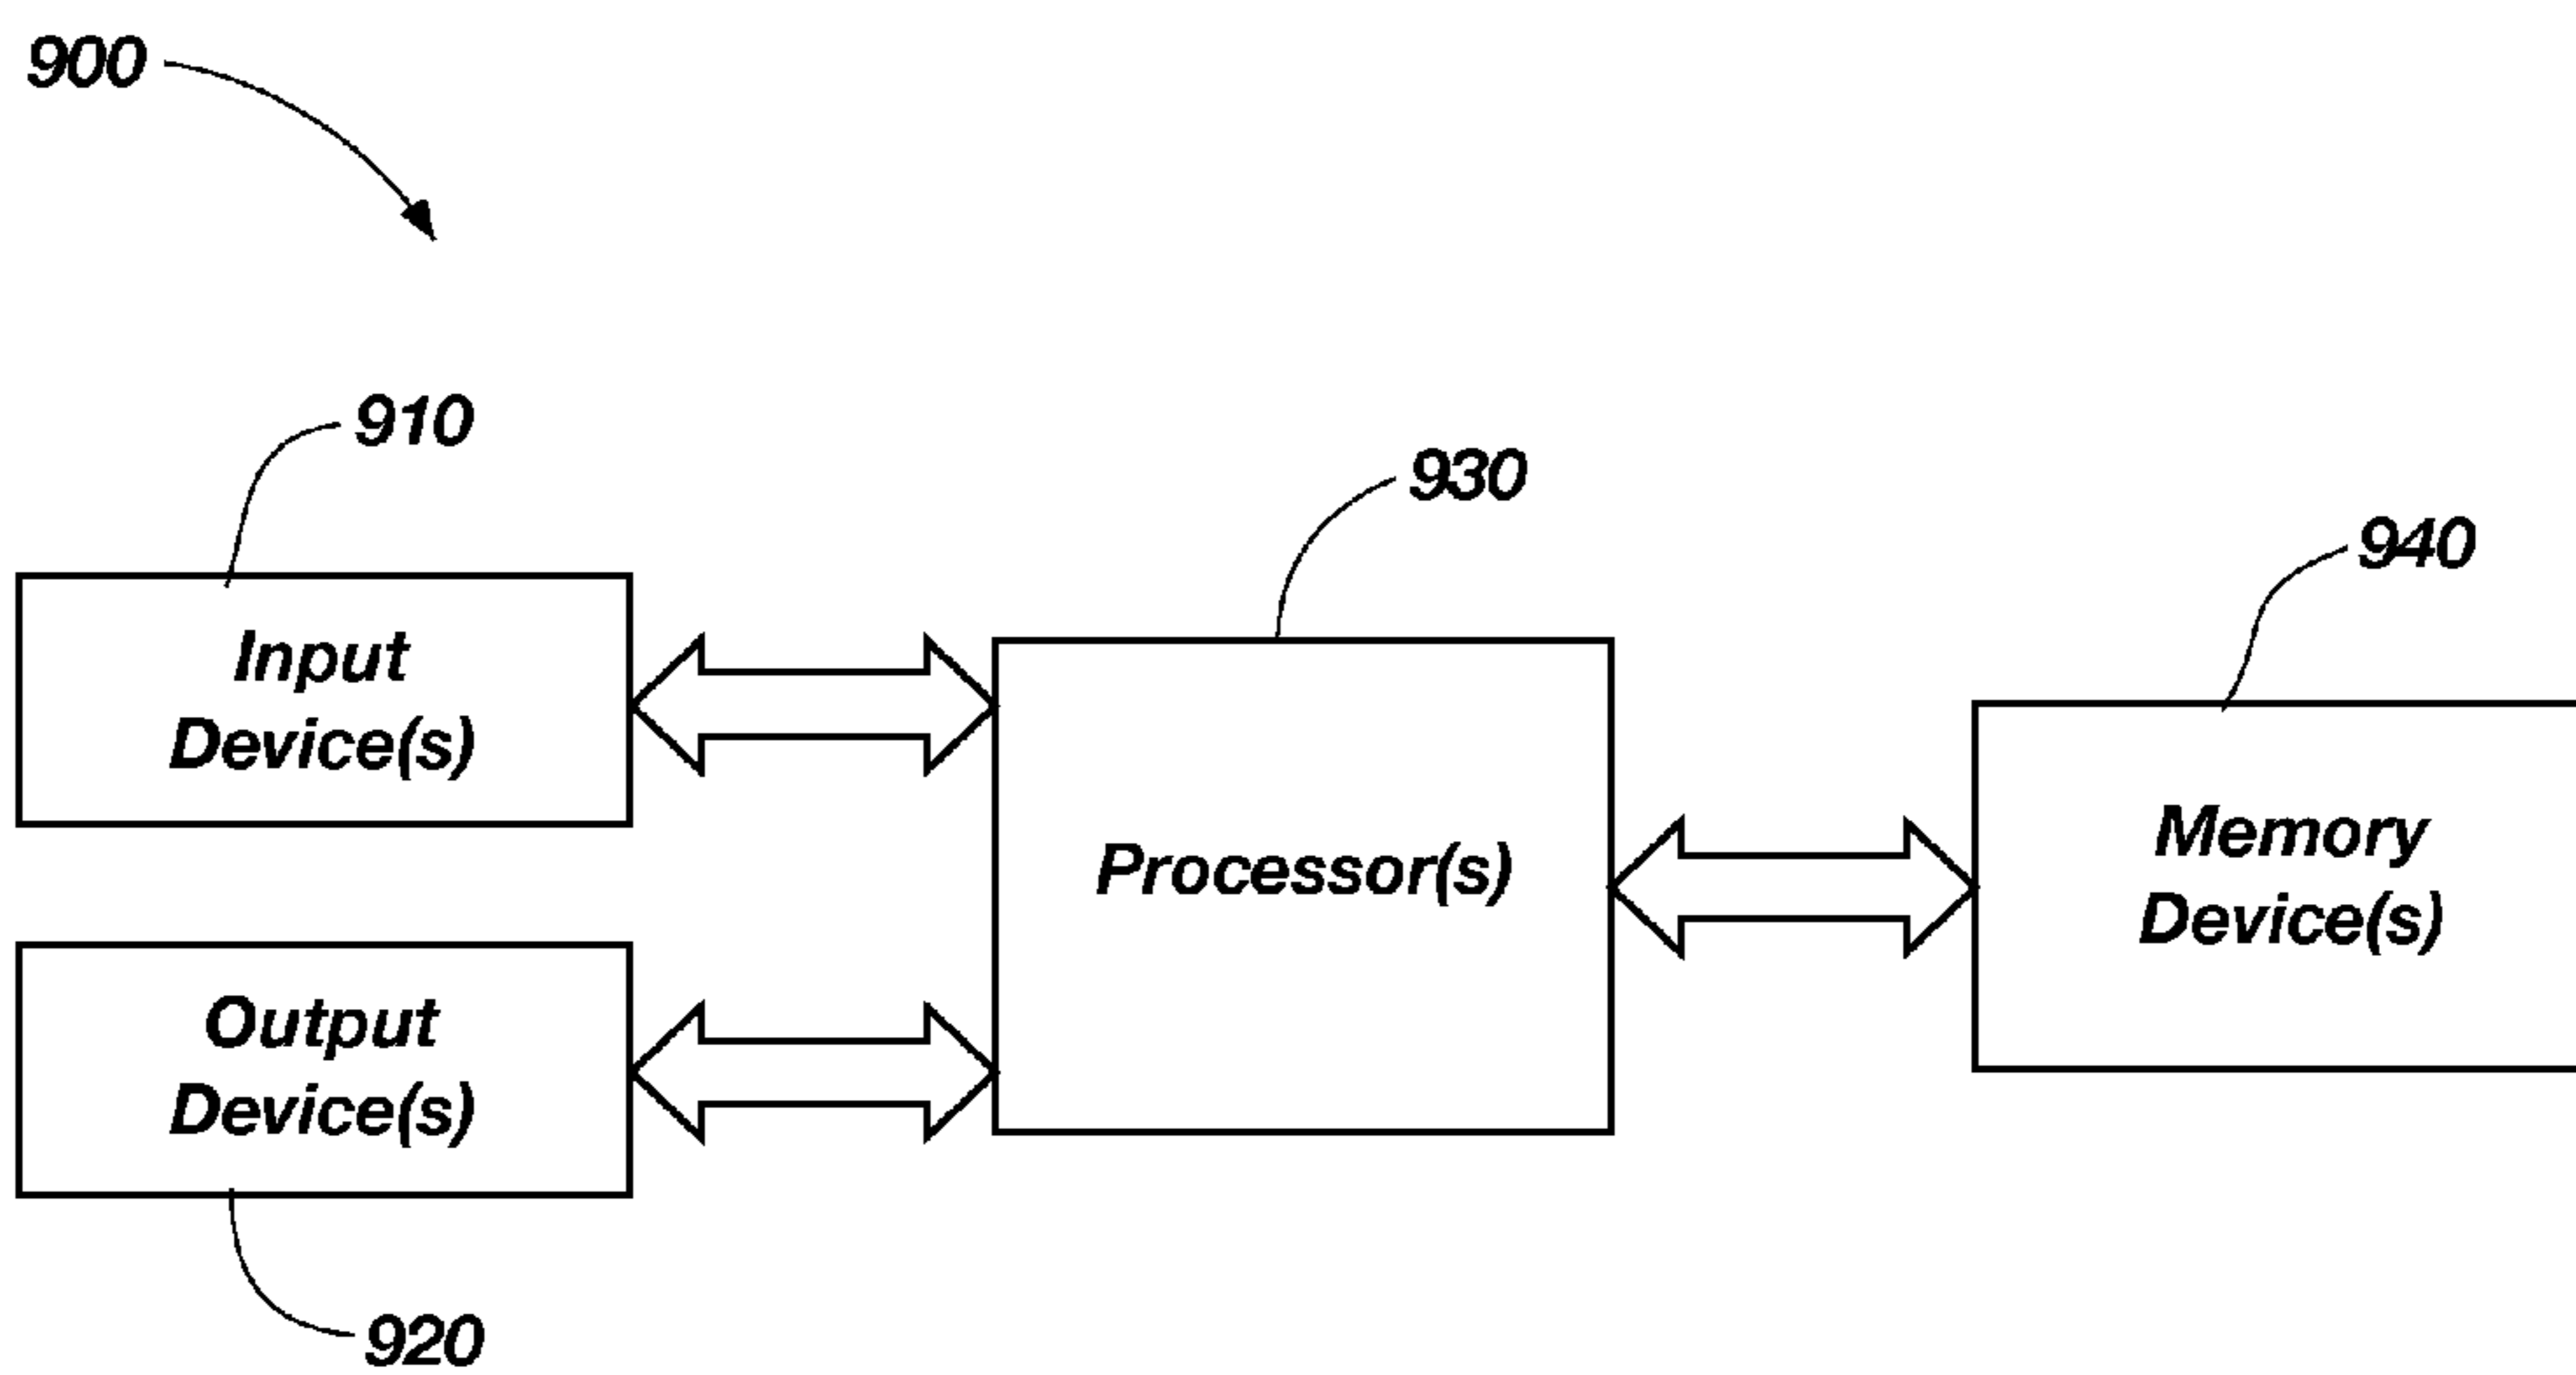 900
910
930
940
Input
Device(s)
Processor(s)
Memory
Device(s)
Output
Device(s)
920